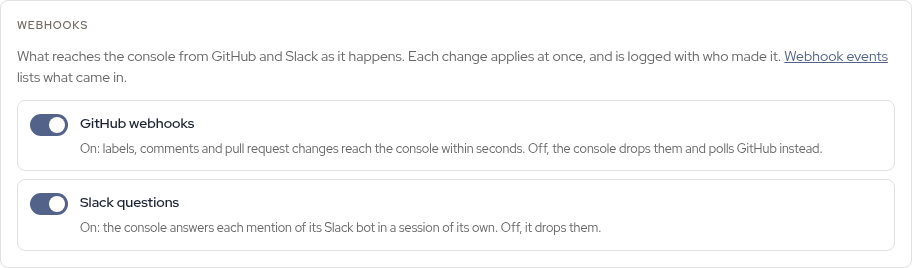 WEBHOOKS
What reaches the console from GitHub and Slack as it happens. Each change applies at once, and is logged with who made it. Webhook events
lists what came in.
GitHub webhooks
On: labels, comments and pull request changes reach the console within seconds. Off, the console drops them and polls GitHub instead.
Slack questions
On: the console answers each mention of its Slack bot in a session of its own. Off, it drops them.